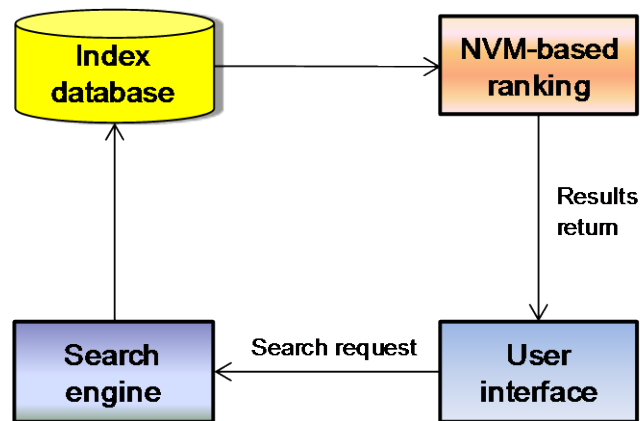 Index
database
NVM-based
ranking
Results
return
Search
engine
Search request
User
interface